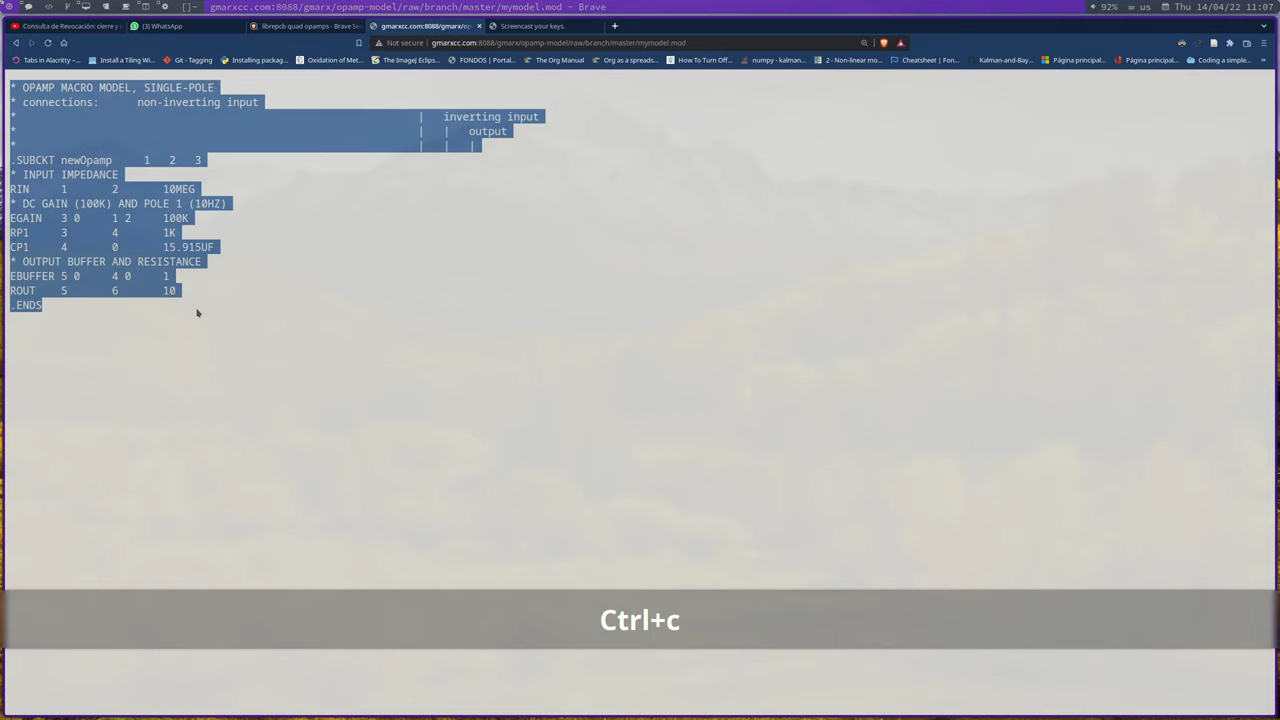 []= gmarxcc.com:8088/gmarx/opamp-model/raw/branch/master/mymodel.mod - Brave 92% us Thu 14/04/22 11:07
Consulta de Revocación: cierre y (3) WhatsApp librepcb quad opamps - Brave Se gmarxcc.com:8088/gmarx/op Screencast your keys.
Not secure gmarxcc.com:8088/gmarx/opamp-model/raw/branch/master/mymodel.mod
Tabs in Alacritty —... Install a Tiling Wi... Git - Tagging Installing packag... Oxidation of Met... The ImageJ Eclips... FONDOS | Portal... The Org Manual Org as a spreads... How To Turn Off... numpy - kalman... 2 - Non-linear mo... Cheatsheet | Fon... Kalman-and-Bay... Página principal... Página principal... Coding a simple... »
* OPAMP MACRO MODEL, SINGLE-POLE
* connections:      non-inverting input
*                                                               |   inverting input
*                                                               |   |   output
*                                                               |   |   |
.SUBCKT newOpamp     1   2   3
* INPUT IMPEDANCE
RIN     1       2       10MEG
* DC GAIN (100K) AND POLE 1 (10HZ)
EGAIN   3 0     1 2     100K
RP1     3       4       1K
CP1     4       0       15.915UF
* OUTPUT BUFFER AND RESISTANCE
EBUFFER 5 0     4 0     1
ROUT    5       6       10
.ENDS
Ctrl+c